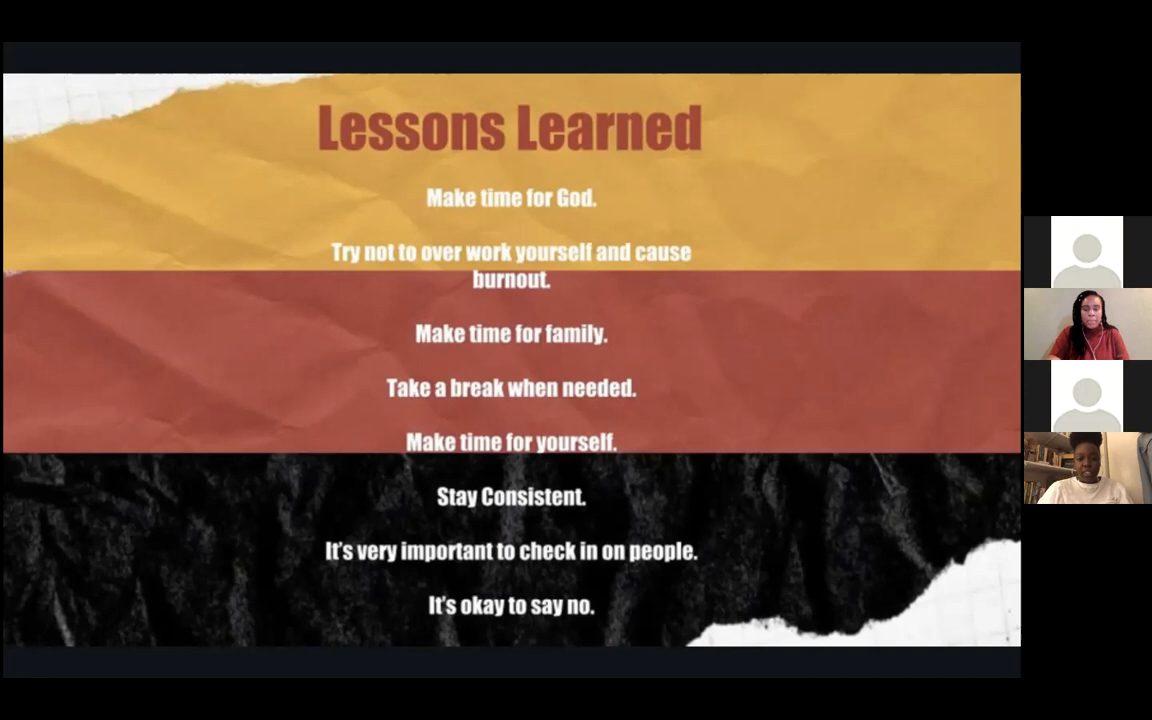 Lessons Learned
Make time for God.
Try not to over work yourself and cause
burnout.
Make time for family.
Take a break when needed.
Make time for yourself.
Stay Consistent.
It's very important to check in on people.
It's okay to say no.